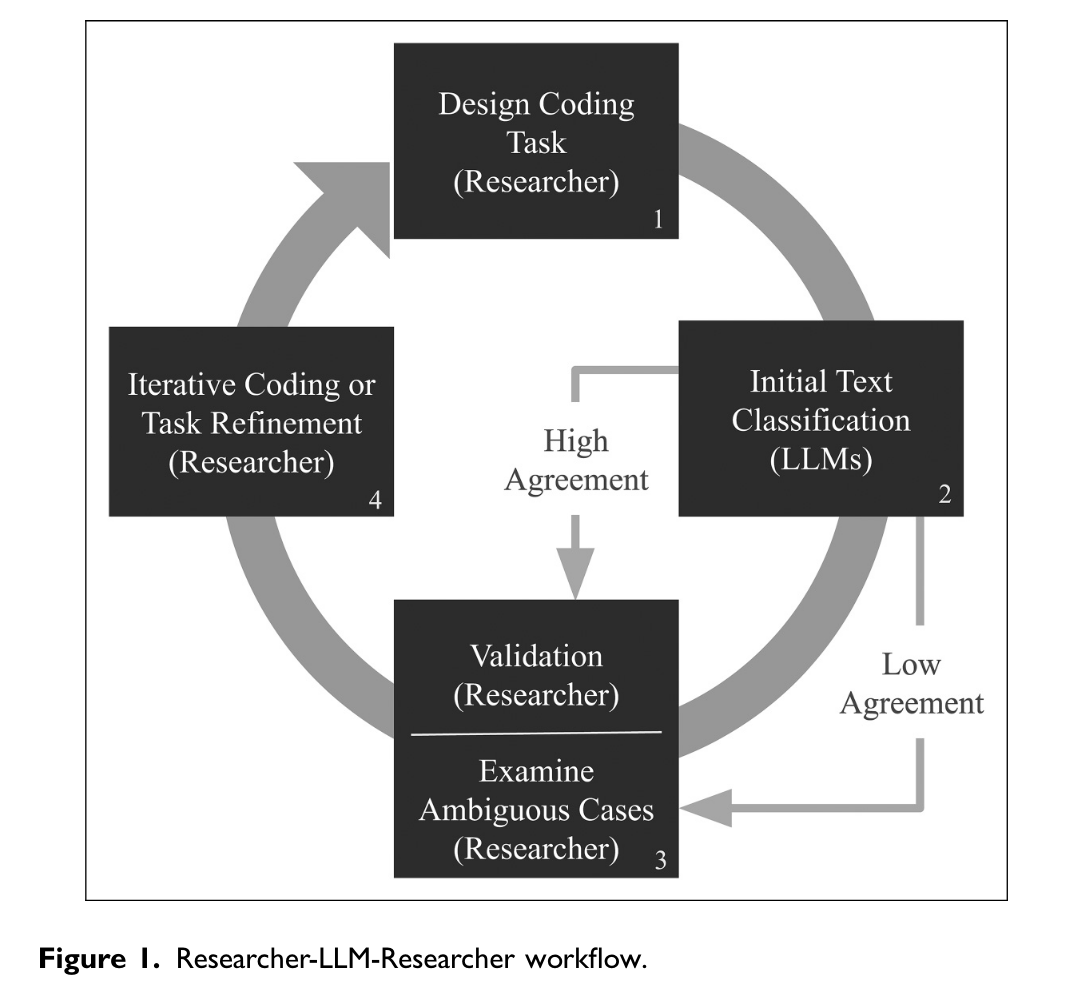 Design Coding
Task
(Researcher)
1
Initial Text
Classification
(LLMs)
2
High
Agreement
Low
Agreement
Validation
(Researcher)
Examine
Ambiguous Cases
(Researcher)
3
Iterative Coding or
Task Refinement
(Researcher)
4
Figure 1. Researcher-LLM-Researcher workflow.